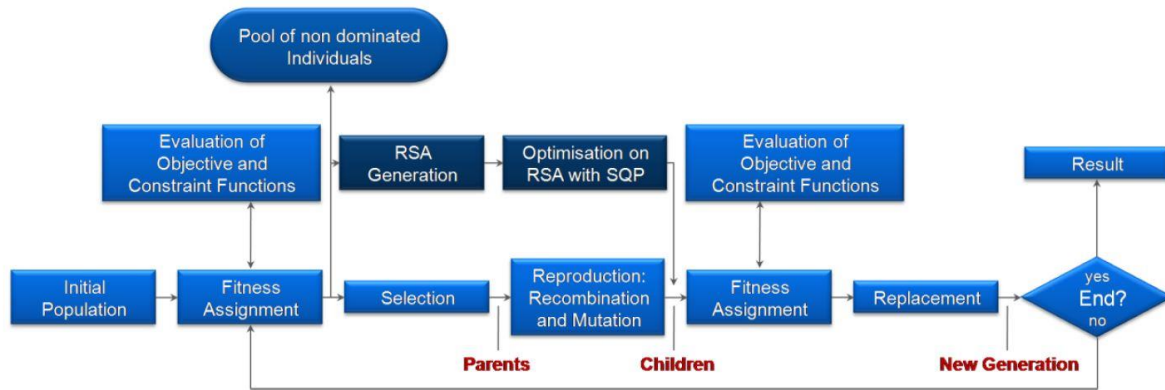 Pool of non dominated
Individuals
Evaluation of
Objective and
Constraint Functions
RSA
Generation
Optimisation on
RSA with SQP
Evaluation of
Objective and
Constraint Functions
Result
Initial
Population
Fitness
Assignment
Selection
Reproduction:
Recombination
and Mutation
Fitness
Assignment
Replacement
yes
End?
no
Parents
Children
New Generation